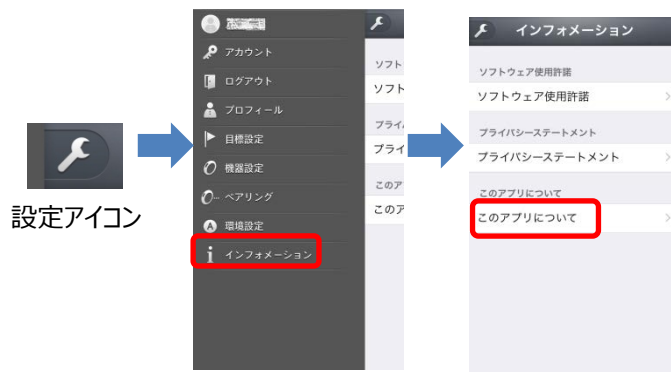 設定アイコン
アカウント
ログアウト
プロフィール
目標設定
機器設定
ペアリング
環境設定
インフォメーション
ソフト
ソフト
プライ
プライ
このア
このア
インフォメーション
ソフトウェア使用許諾
ソフトウェア使用許諾
プライバシーステートメント
プライバシーステートメント
このアプリについて
このアプリについて